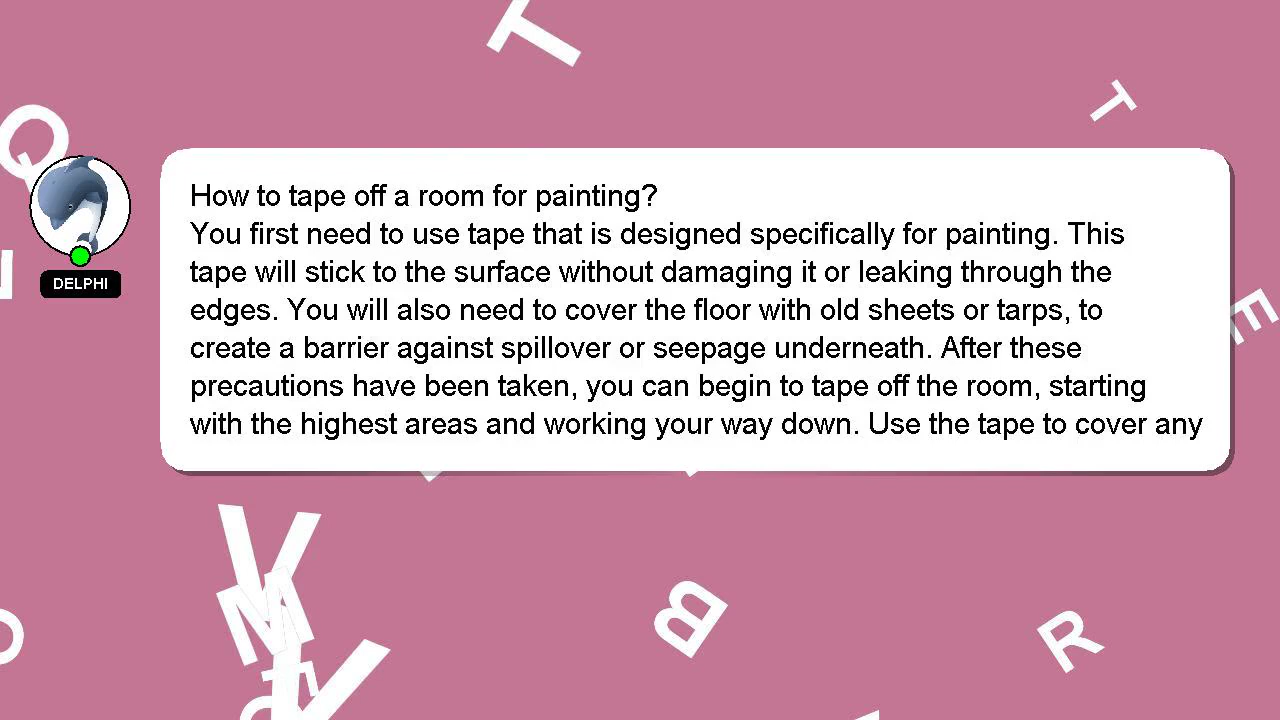 DELPHI
How to tape off a room for painting?
You first need to use tape that is designed specifically for painting. This
tape will stick to the surface without damaging it or leaking through the
edges. You will also need to cover the floor with old sheets or tarps, to
create a barrier against spillover or seepage underneath. After these
precautions have been taken, you can begin to tape off the room, starting
with the highest areas and working your way down. Use the tape to cover any
T
T
Q
E
V
M
B
R